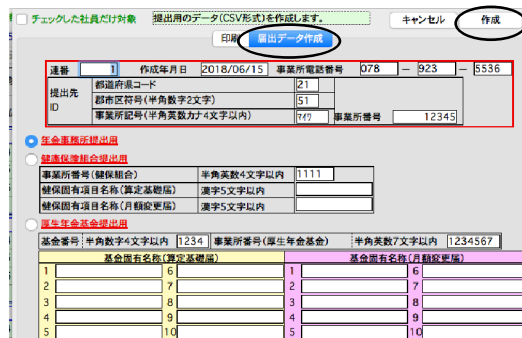 チェックした社員だけ対象 提出用のデータ(CSV形式)を作成します。 キャンセル 作成
印刷 届出データ作成
連番 1 作成年月日 2018/06/15 事業所電話番号 078 － 923 － 5536
提出先ID 都道府県コード 21
郡市区符号(半角数字2文字) 51
事業所記号(半角英数カナ4文字以内) ﾏｲﾜ 事業所番号 12345
年金事務所提出用
健康保険組合提出用
事業所番号(健保組合) 半角英数4文字以内 1111
健保固有項目名称(算定基礎届) 漢字5文字以内
健保固有項目名称(月額変更届) 漢字5文字以内
厚生年金基金提出用
基金番号 半角数字4文字以内 1234 事業所番号(厚生年金基金) 半角英数7文字以内 1234567
基金固有名称(算定基礎届) 基金固有名称(月額変更届)
1 6 1 6
2 7 2 7
3 8 3 8
4 9 4 9
5 10 5 10